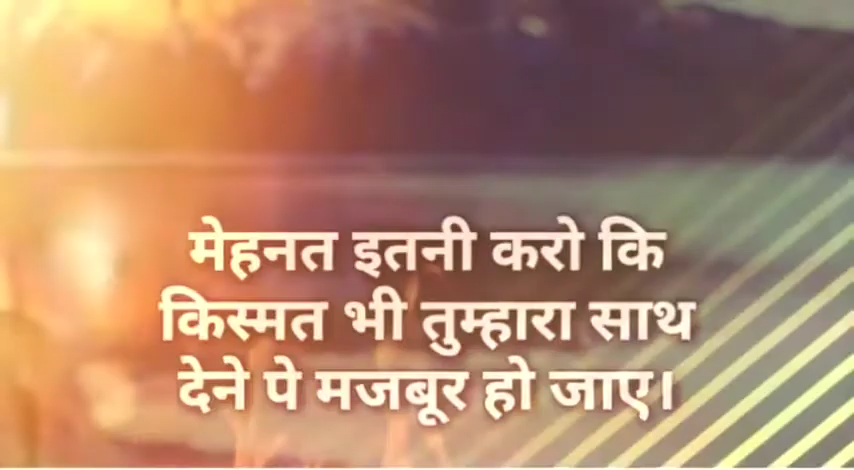 मेहनत इतनी करो कि
किस्मत भी तुम्हारा साथ
देने पे मजबूर हो जाए।